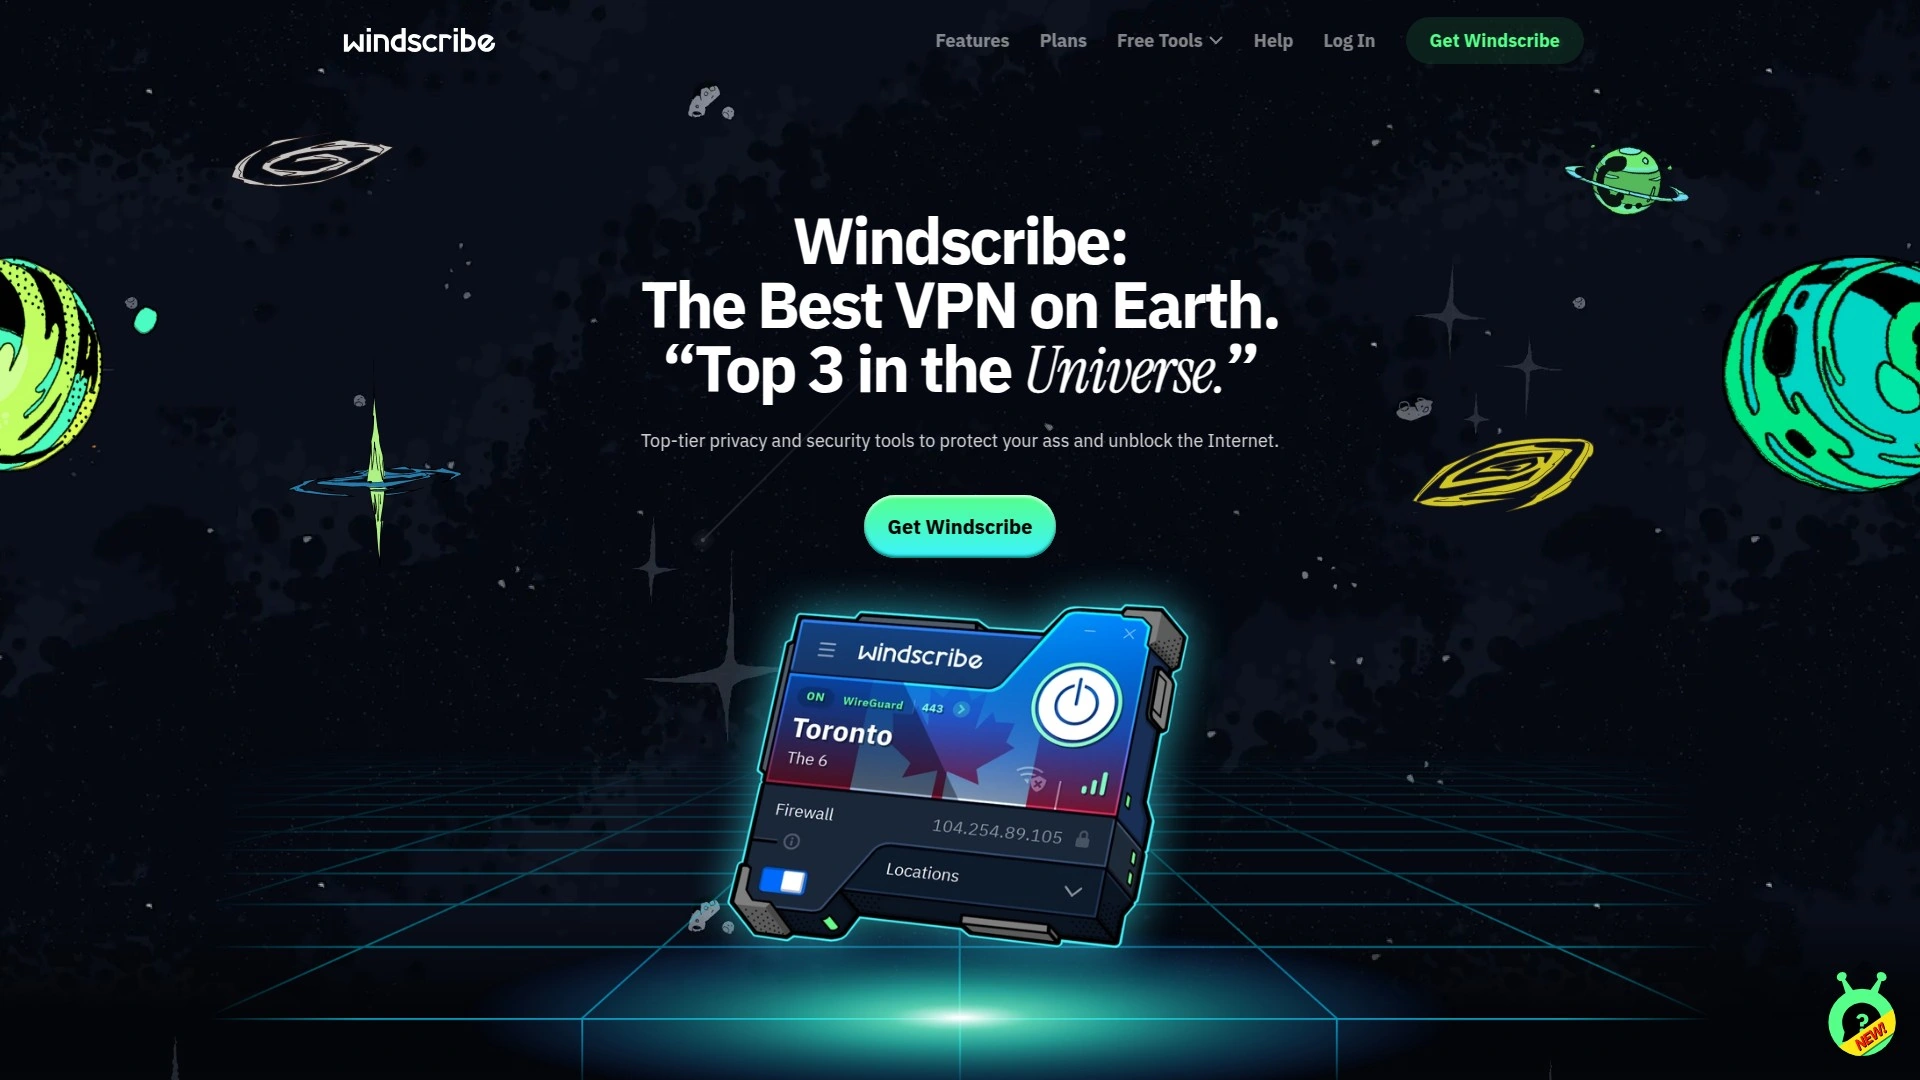 windscribe
Features
Plans
Free Tools
Help
Log In
Get Windscribe
Windscribe:
The Best VPN on Earth.
“Top 3 in the Universe.”
Top-tier privacy and security tools to protect your ass and unblock the Internet.
Get Windscribe
windscribe
ON WireGuard 443
Toronto
The 6
Firewall
104.254.89.105
Locations
?
NEW!